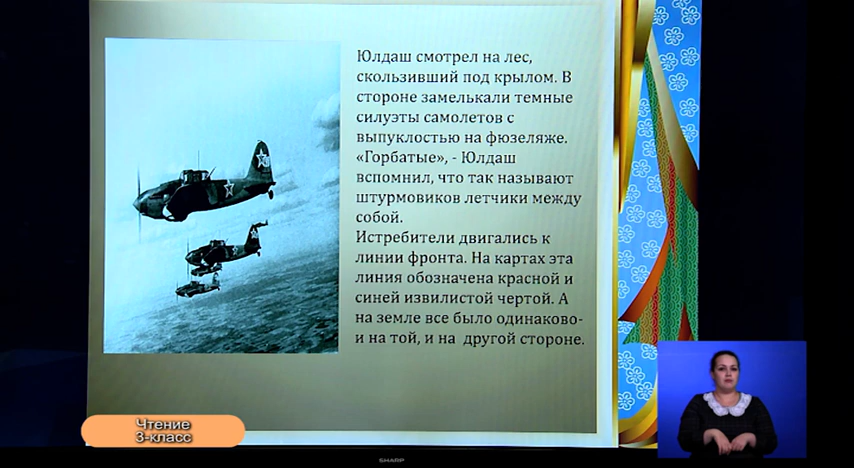 Юлдаш смотрел на лес,
скользивший под крылом. В
стороне замелькали темные
силуэты самолетов с
выпуклостью на фюзеляже.
«Горбатые», - Юлдаш
вспомнил, что так называют
штурмовиков летчики между
собой.
Истребители двигались к
линии фронта. На картах эта
линия обозначена красной и
синей извилистой чертой. А
на земле все было одинаково-
и на той, и на другой стороне.
Чтение
3-класс
SHARP